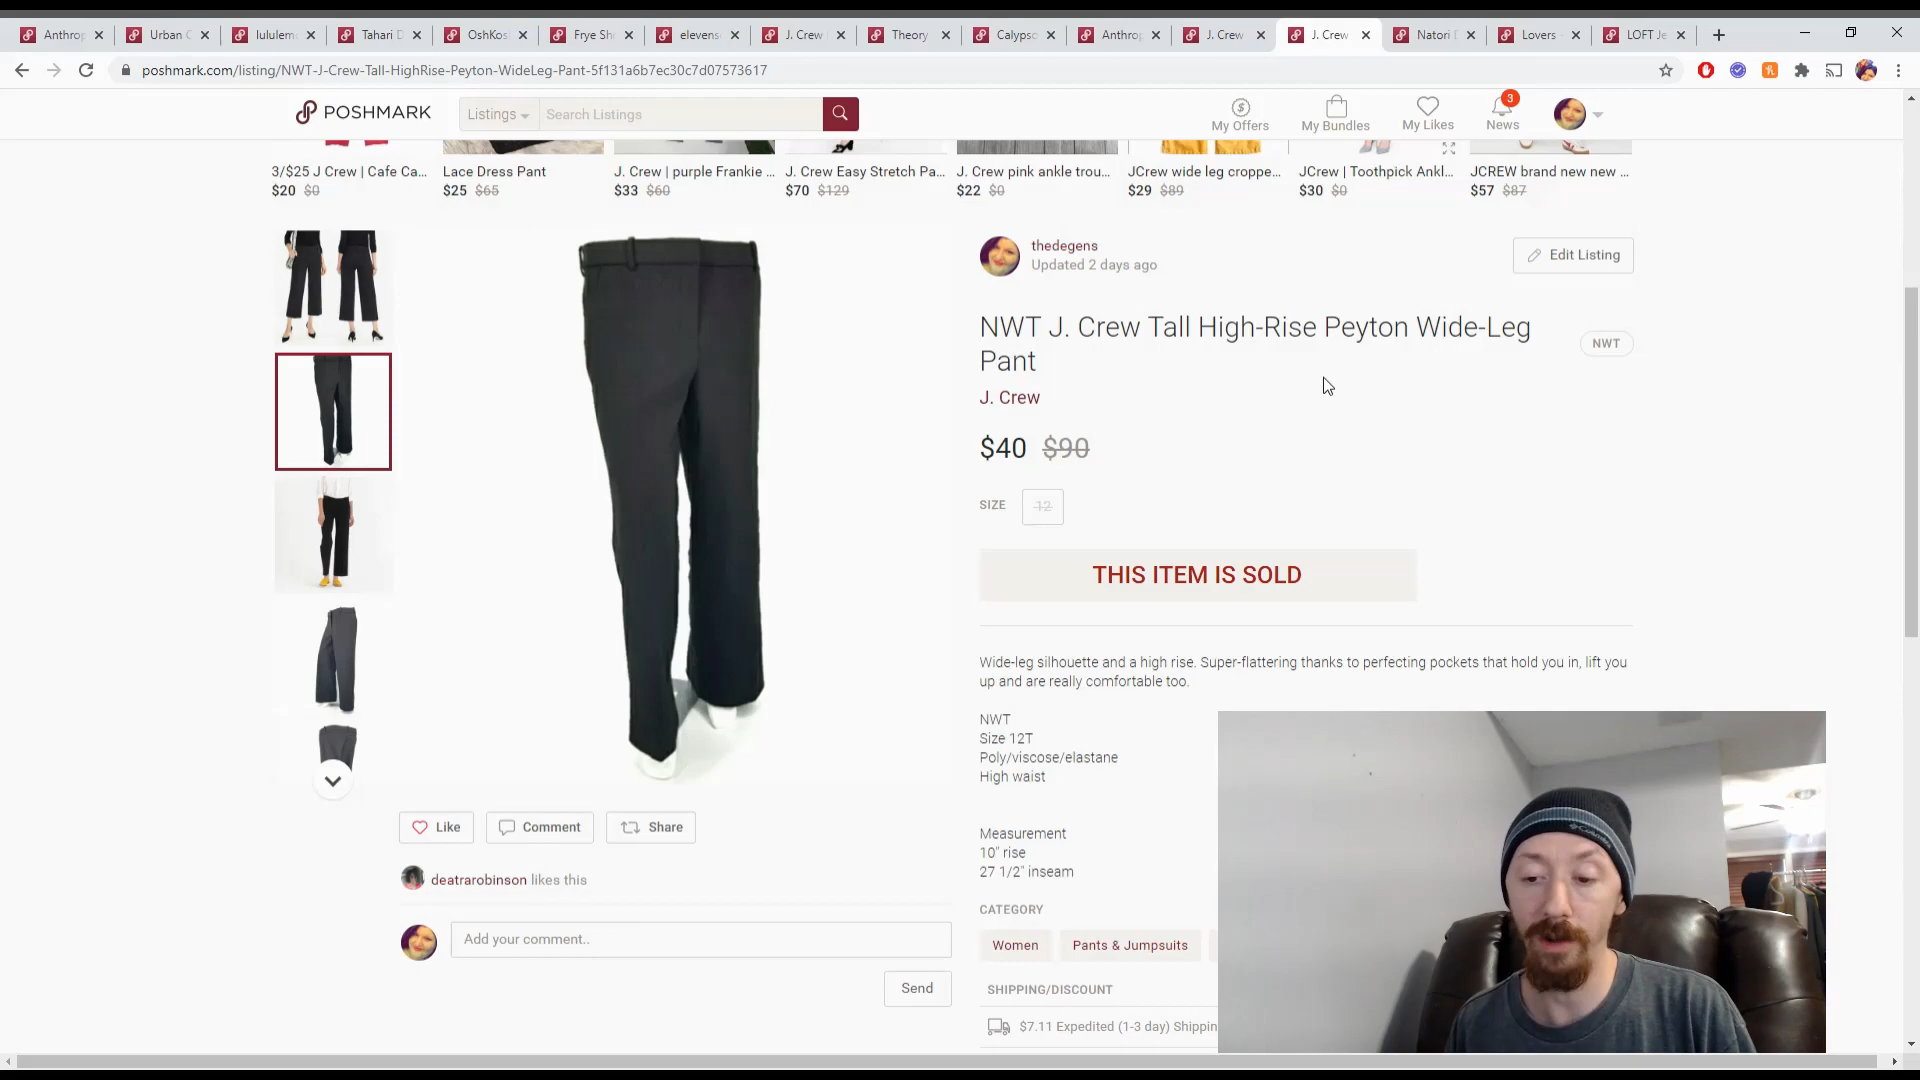 Anthrop
Urban C
lululem
Tahari D
OshKos
Frye Sh
elevens
J. Crew
Theory
Calypso
Anthrop
J. Crew
J. Crew
Natori D
Lovers -
LOFT Je
poshmark.com/listing/NWT-J-Crew-Tall-HighRise-Peyton-WideLeg-Pant-5f131a6b7ec30c7d07573617
POSHMARK
Listings
Search Listings
My Offers
My Bundles
My Likes
3
News
3/$25 J Crew | Cafe Ca...
$20 $0
Lace Dress Pant
$25 $65
J. Crew | purple Frankie ...
$33 $60
J. Crew Easy Stretch Pa...
$70 $129
J. Crew pink ankle trou...
$22 $0
JCrew wide leg croppe...
$29 $89
JCrew | Toothpick Ankl...
$30 $0
JCREW brand new new ...
$57 $87
thedegens
Updated 2 days ago
Edit Listing
NWT J. Crew Tall High-Rise Peyton Wide-Leg
Pant
NWT
J. Crew
$40 $90
SIZE 12
THIS ITEM IS SOLD
Wide-leg silhouette and a high rise. Super-flattering thanks to perfecting pockets that hold you in, lift you
up and are really comfortable too.
NWT
Size 12T
Poly/viscose/elastane
High waist
Measurement
10" rise
27 1/2" inseam
CATEGORY
Women
Pants & Jumpsuits
SHIPPING/DISCOUNT
$7.11 Expedited (1-3 day) Shippin
Like
Comment
Share
deatrarobinson likes this
Add your comment..
Send
Columbia